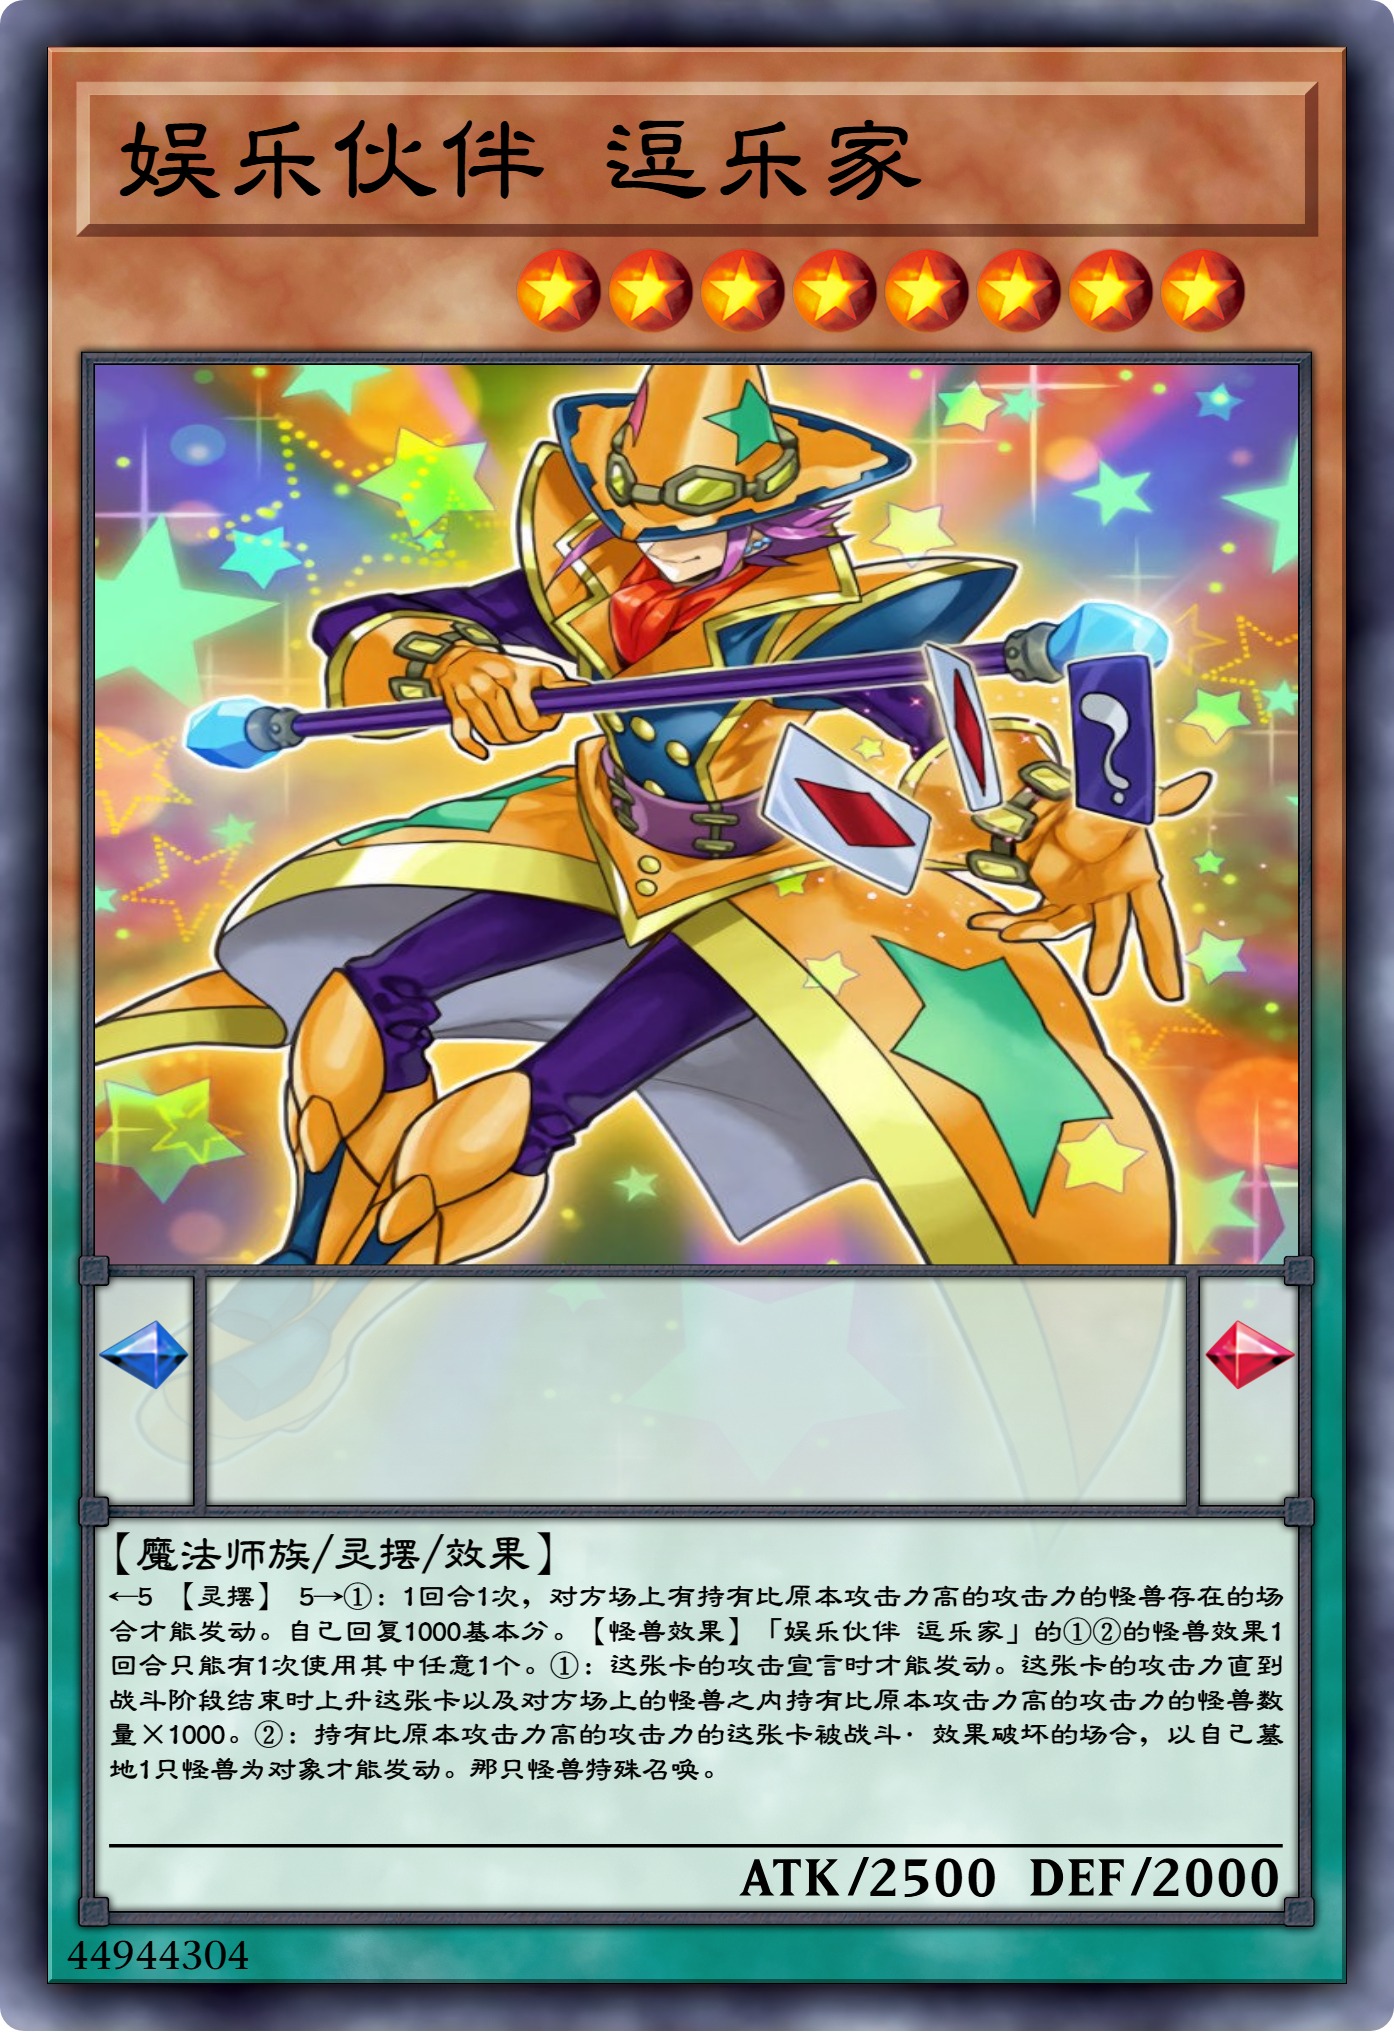 娱乐伙伴 逗乐家
?
【魔法师族/灵摆/效果】
←5 【灵摆】 5→①：1回合1次，对方场上有持有比原本攻击力高的攻击力的怪兽存在的场
合才能发动。自己回复1000基本分。【怪兽效果】「娱乐伙伴 逗乐家」的①②的怪兽效果1
回合只能有1次使用其中任意1个。①：这张卡的攻击宣言时才能发动。这张卡的攻击力直到
战斗阶段结束时上升这张卡以及对方场上的怪兽之内持有比原本攻击力高的攻击力的怪兽数
量×1000。②：持有比原本攻击力高的攻击力的这张卡被战斗·效果破坏的场合，以自己墓
地1只怪兽为对象才能发动。那只怪兽特殊召唤。
ATK/2500 DEF/2000
44944304